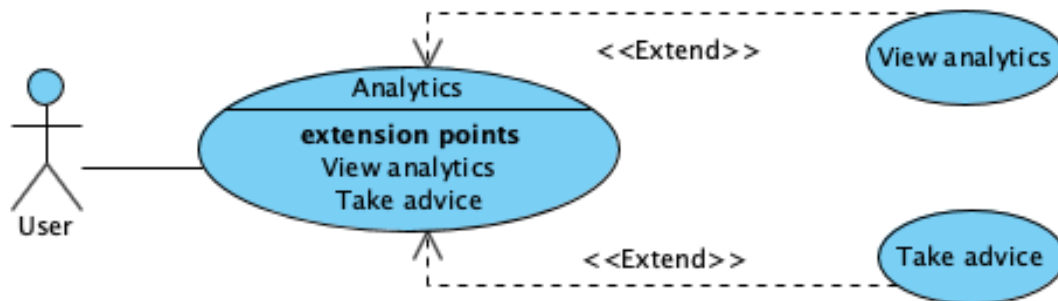 <<Extend>>
View analytics
Analytics
extension points
View analytics
Take advice
User
<<Extend>>
Take advice